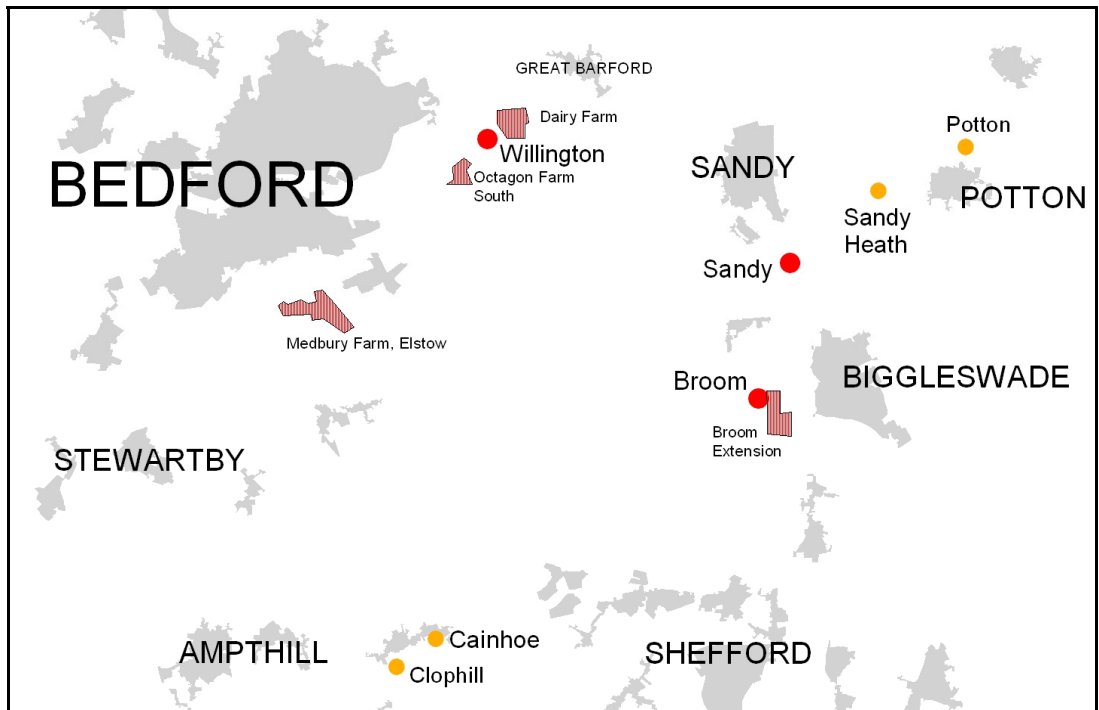 GREAT BARFORD
Dairy Farm
Potton
Willington
SANDY
BEDFORD
Octagon Farm
South
POTTON
Sandy
Heath
Sandy
Medbury Farm, Elstow
Broom
BIGGLESWADE
Broom
Extension
STEWARTBY
Cainhoe
AMPTHILL
SHEFFORD
Clophill